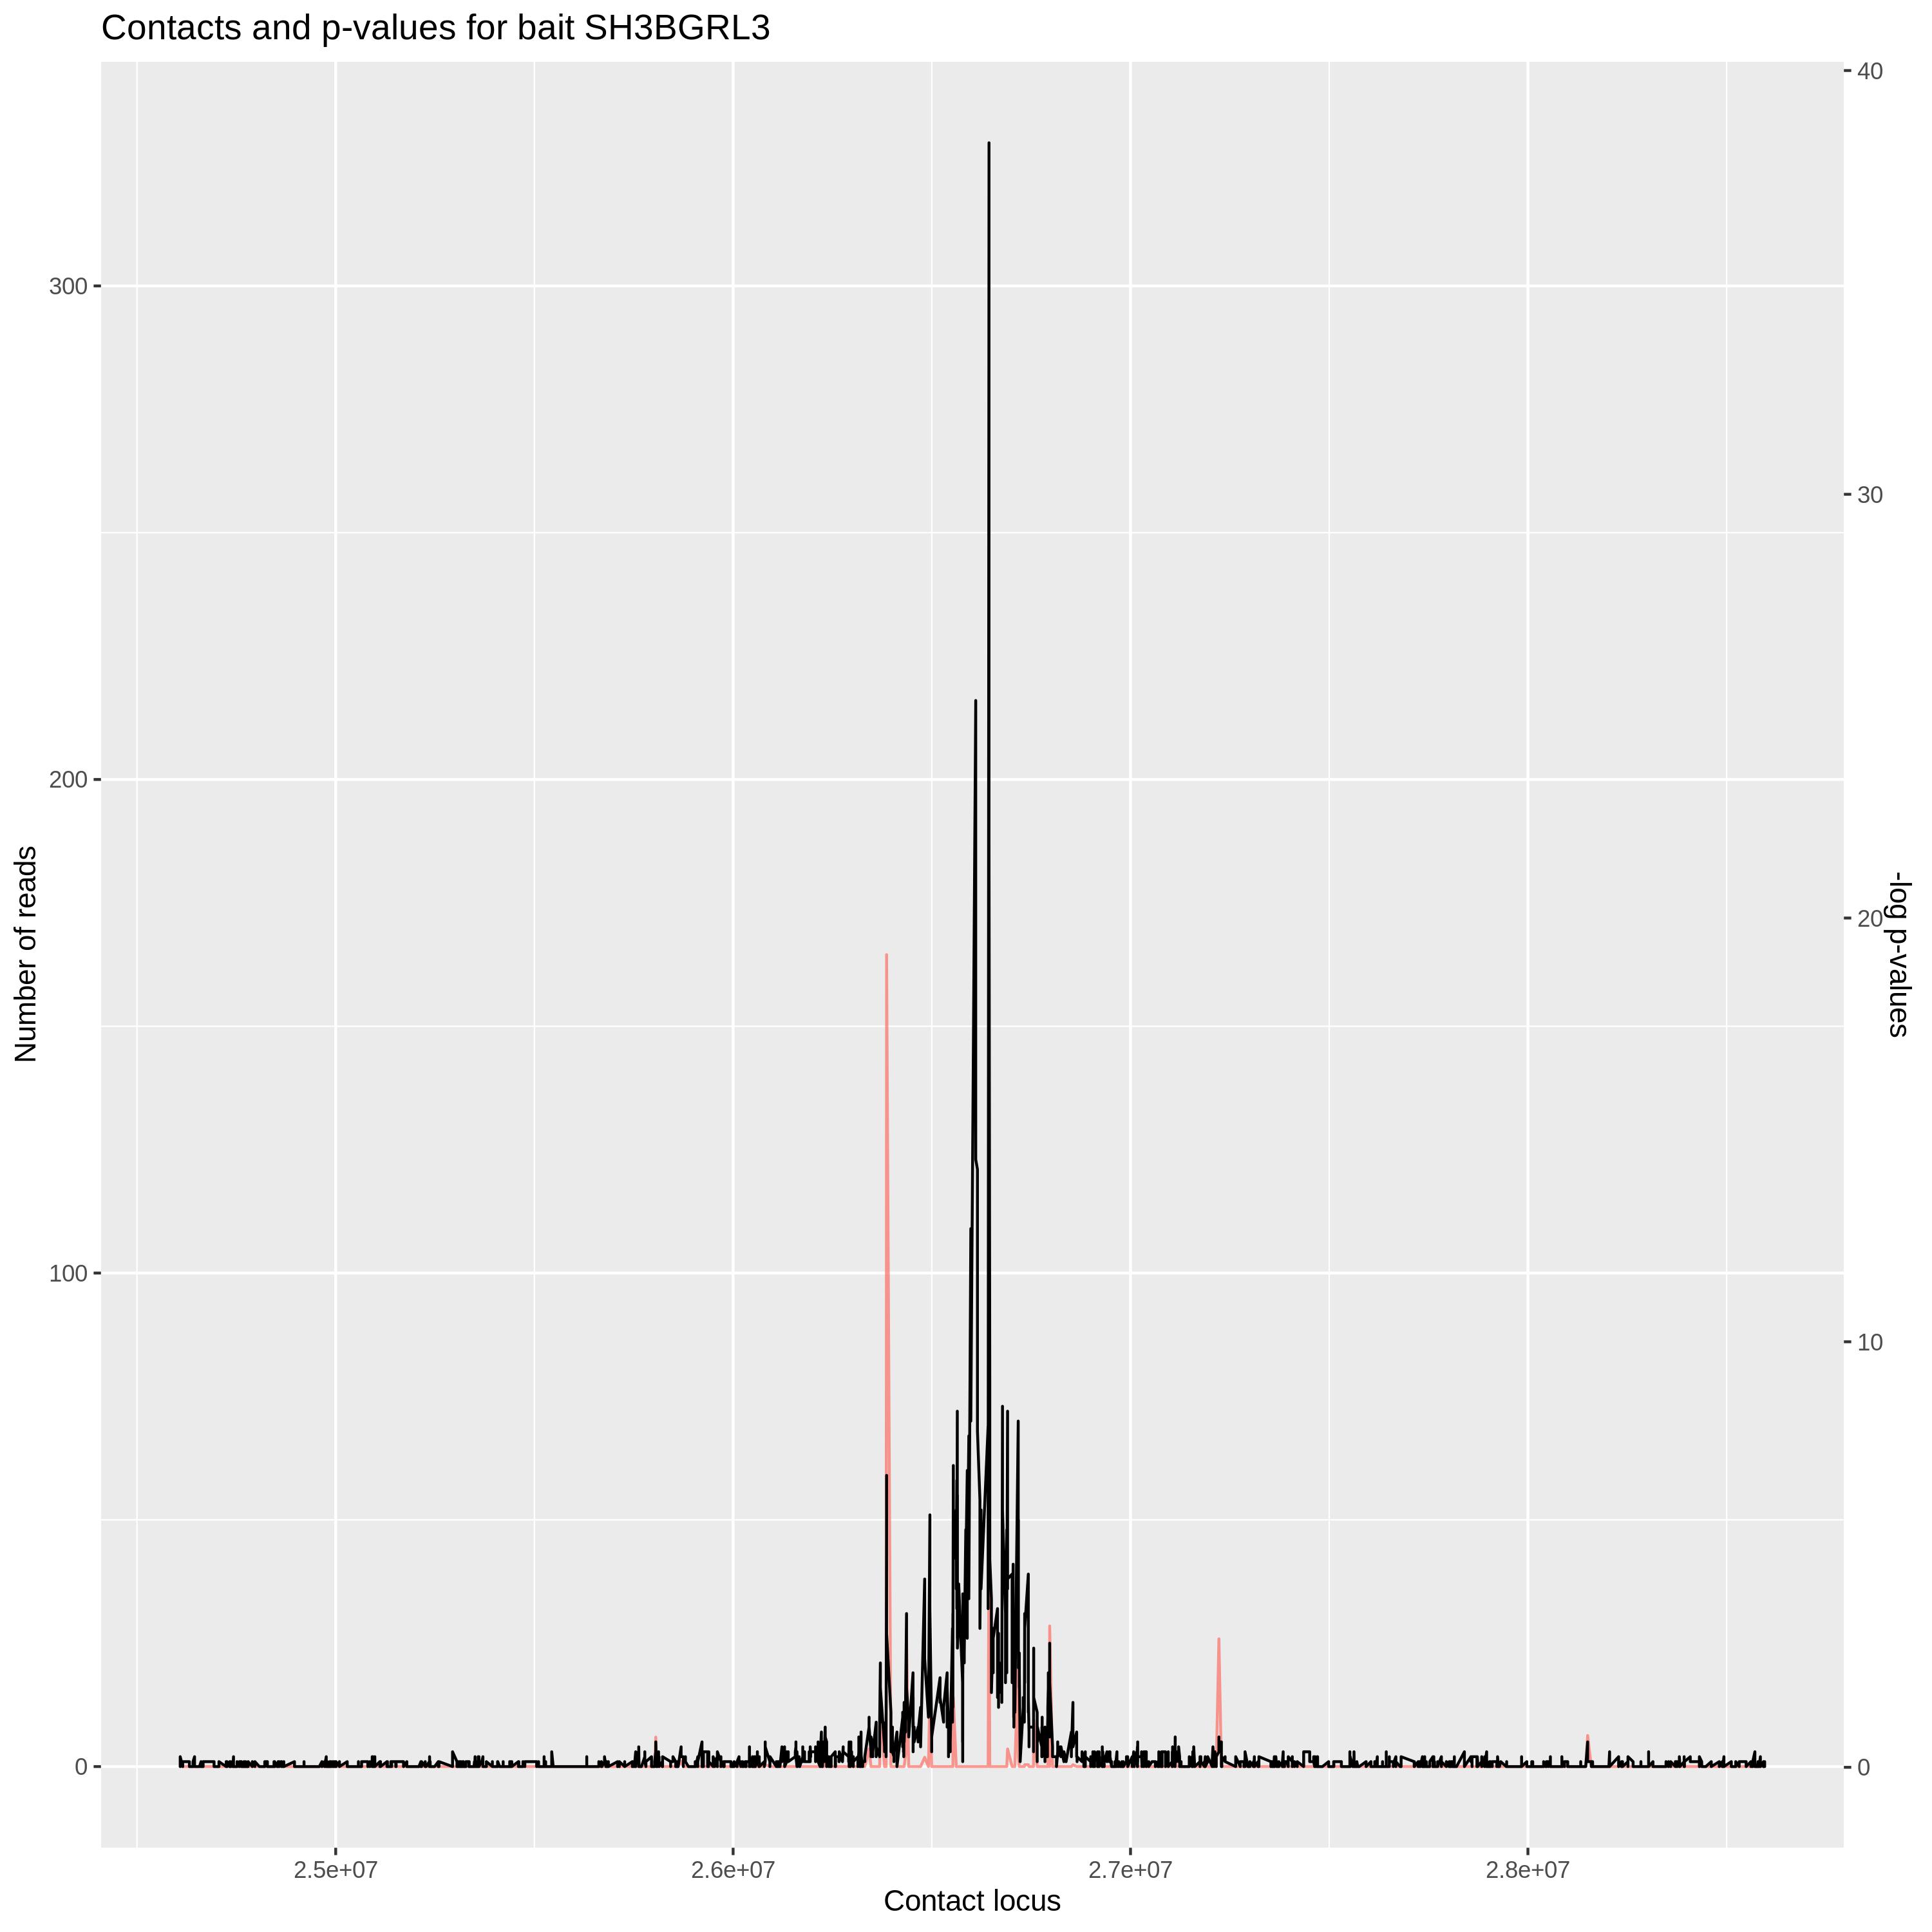 Contacts and p-values for bait SH3BGRL3
Number of reads
300
200
100
0
40
30
20
10
0
-log p-values
2.5e+07 2.6e+07 2.7e+07 2.8e+07
Contact locus